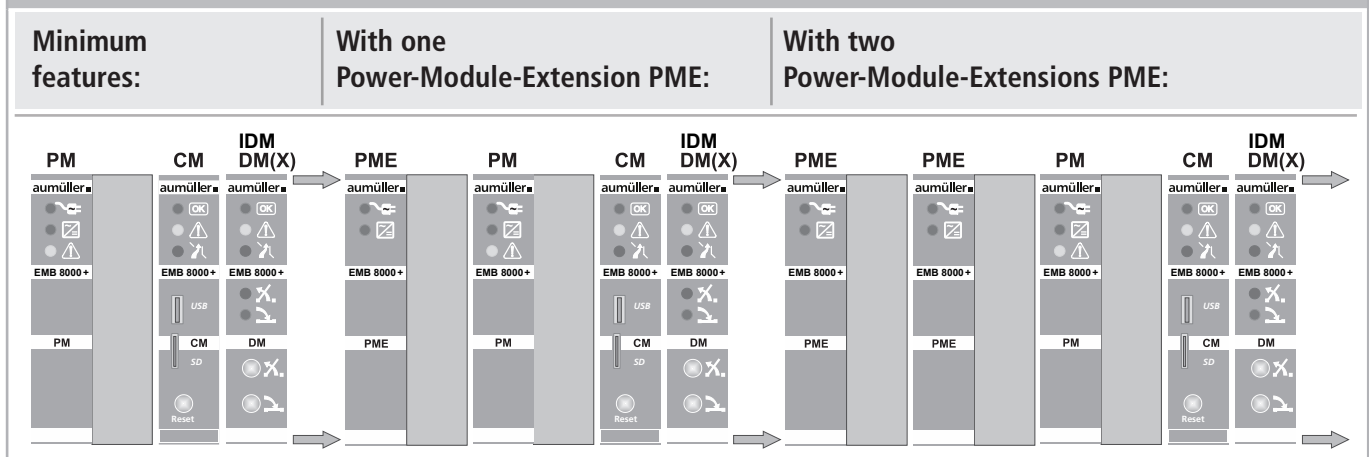 Minimum
features:
With one
Power-Module-Extension PME:
With two
Power-Module-Extensions PME:
PM
CM
IDM
DM(X)
PME
PM
CM
IDM
DM(X)
PME
PME
PM
CM
IDM
DM(X)
aumüller
aumüller
aumüller
aumüller
aumüller
aumüller
aumüller
aumüller
aumüller
aumüller
aumüller
aumüller
OK
OK
OK
OK
OK
OK
EMB 8000+
EMB 8000+
EMB 8000+
EMB 8000+
EMB 8000+
EMB 8000+
EMB 8000+
EMB 8000+
EMB 8000+
EMB 8000+
EMB 8000+
EMB 8000+
USB
USB
USB
PM
CM
DM
PME
PM
CM
DM
PME
PME
PM
CM
DM
SD
SD
SD
Reset
Reset
Reset